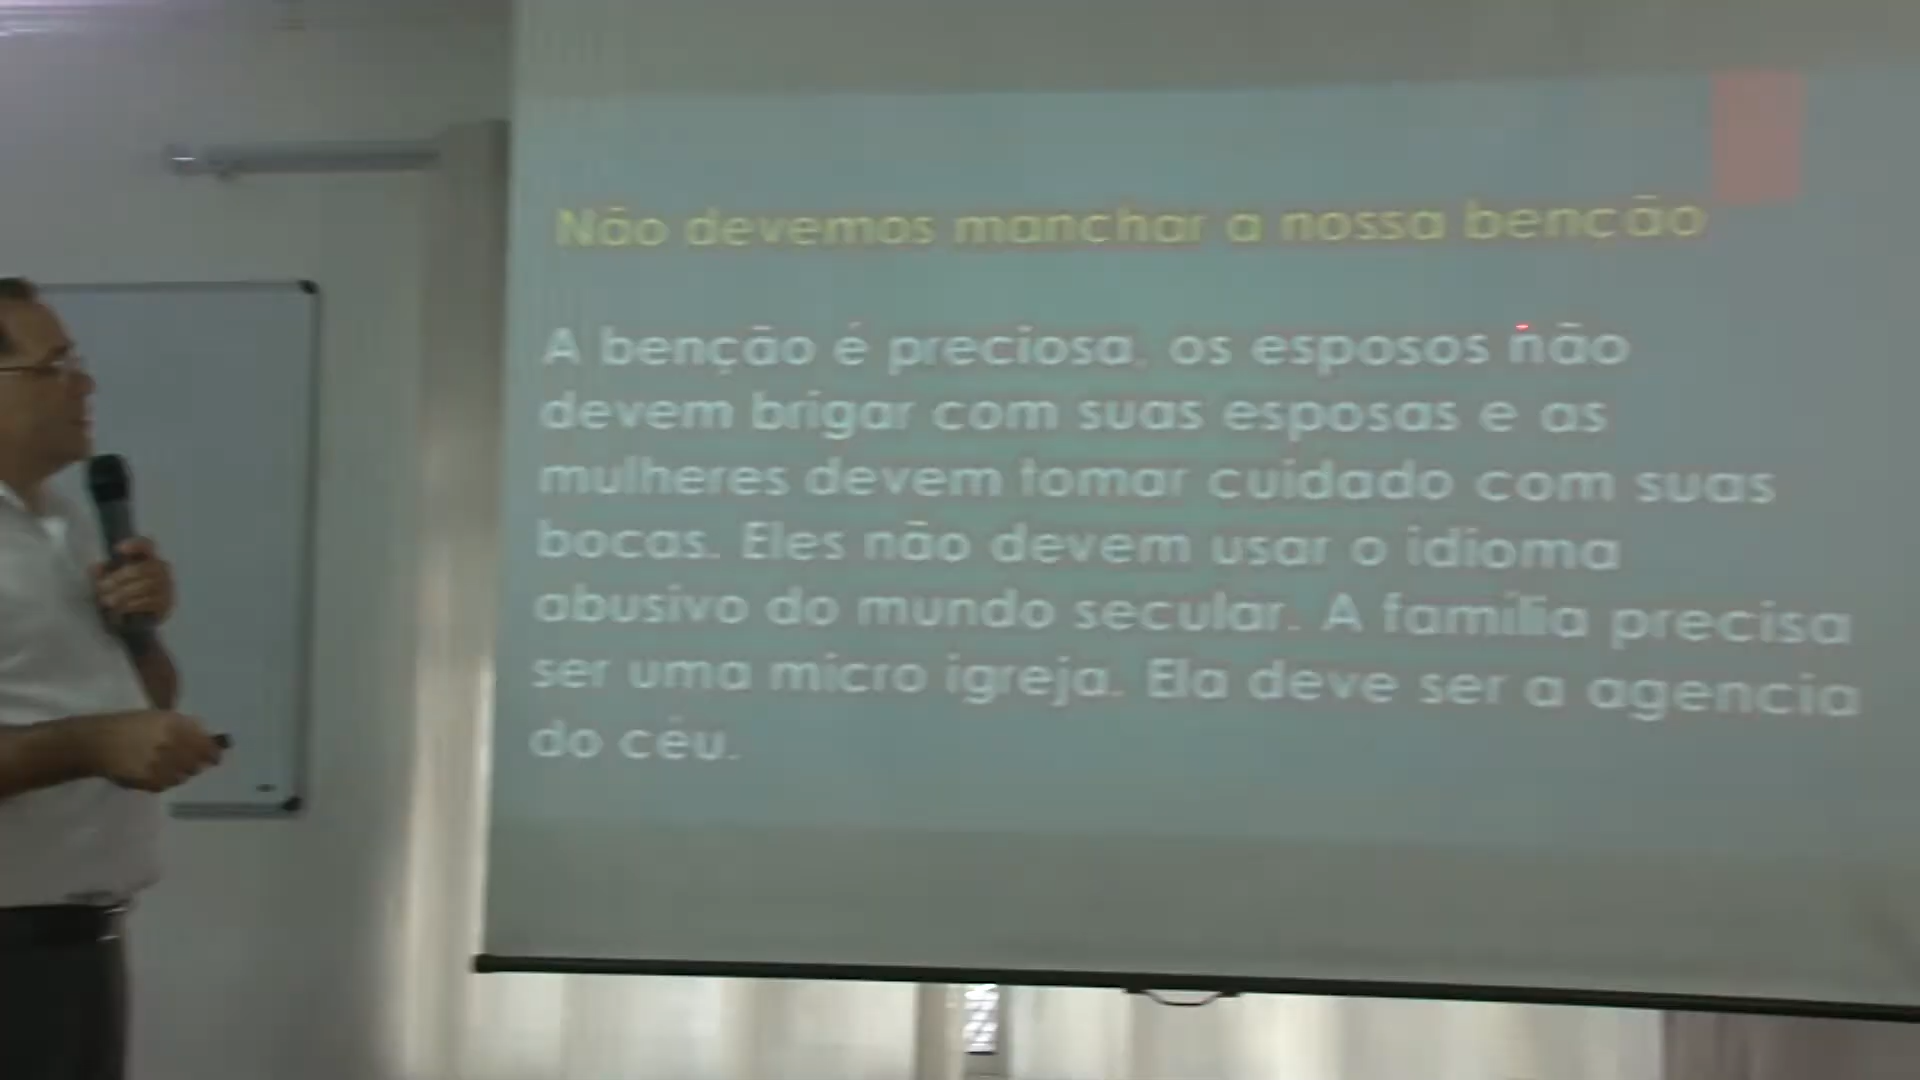 Não devemos manchar a nossa benção
A benção é preciosa, os esposos não
devem brigar com suas esposas e as
mulheres devem tomar cuidado com suas
bocas. Eles não devem usar o idioma
abusivo do mundo secular. A família precisa
ser uma micro igreja. Ela deve ser a agencia
do céu.